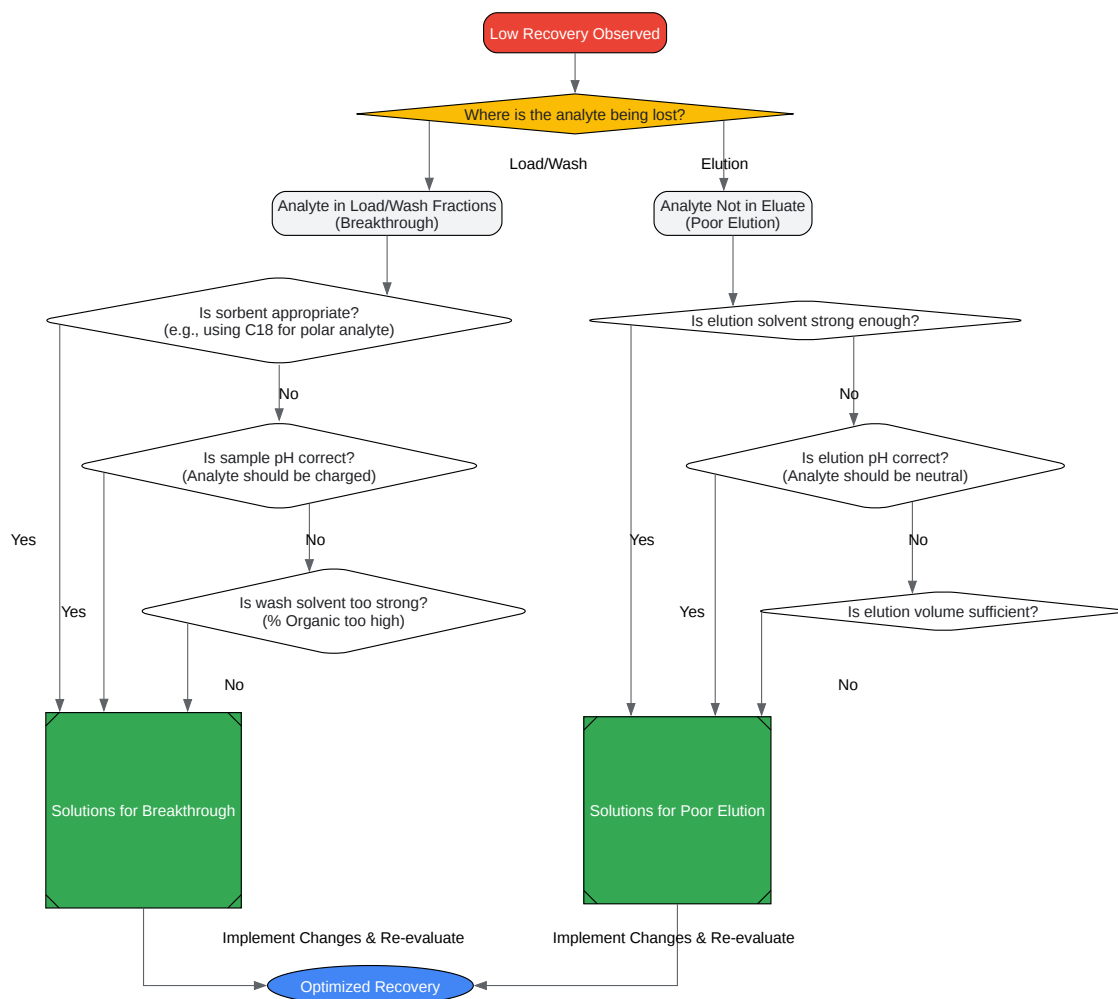 Low Recovery Observed
Where is the analyte being lost?
Load/Wash
Elution
Analyte in Load/Wash Fractions
(Breakthrough)
Analyte Not in Eluate
(Poor Elution)
Is sorbent appropriate?
(e.g., using C18 for polar analyte)
Is elution solvent strong enough?
No
No
Is sample pH correct?
(Analyte should be charged)
Is elution pH correct?
(Analyte should be neutral)
Yes
No
Yes
No
Yes
Is wash solvent too strong?
(% Organic too high)
Yes
Is elution volume sufficient?
No
No
Solutions for Breakthrough
Solutions for Poor Elution
Implement Changes & Re-evaluate
Implement Changes & Re-evaluate
Optimized Recovery